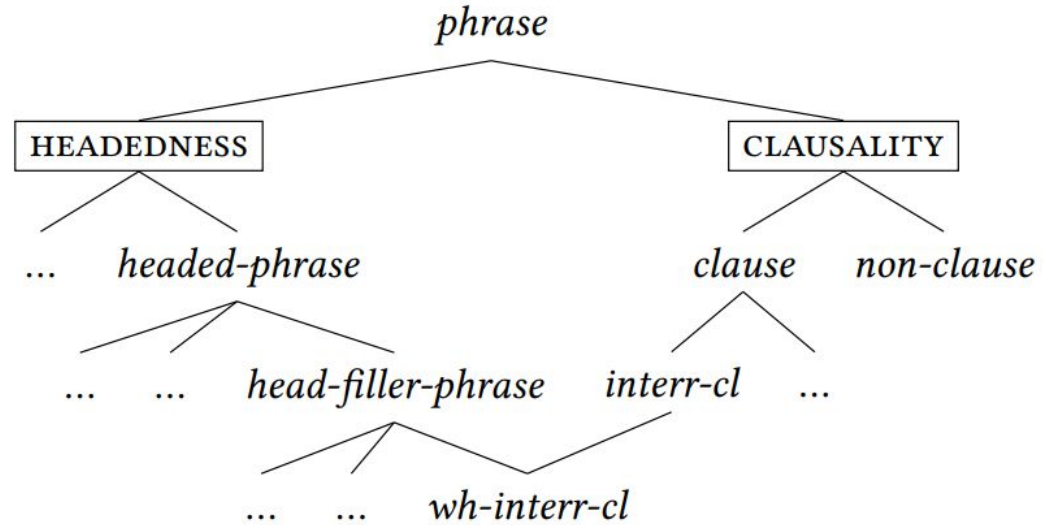 phrase
HEADEDNESS CLAUSALITY
... headed-phrase clause non-clause
... ... head-filler-phrase interr-cl ...
... ... wh-interr-cl